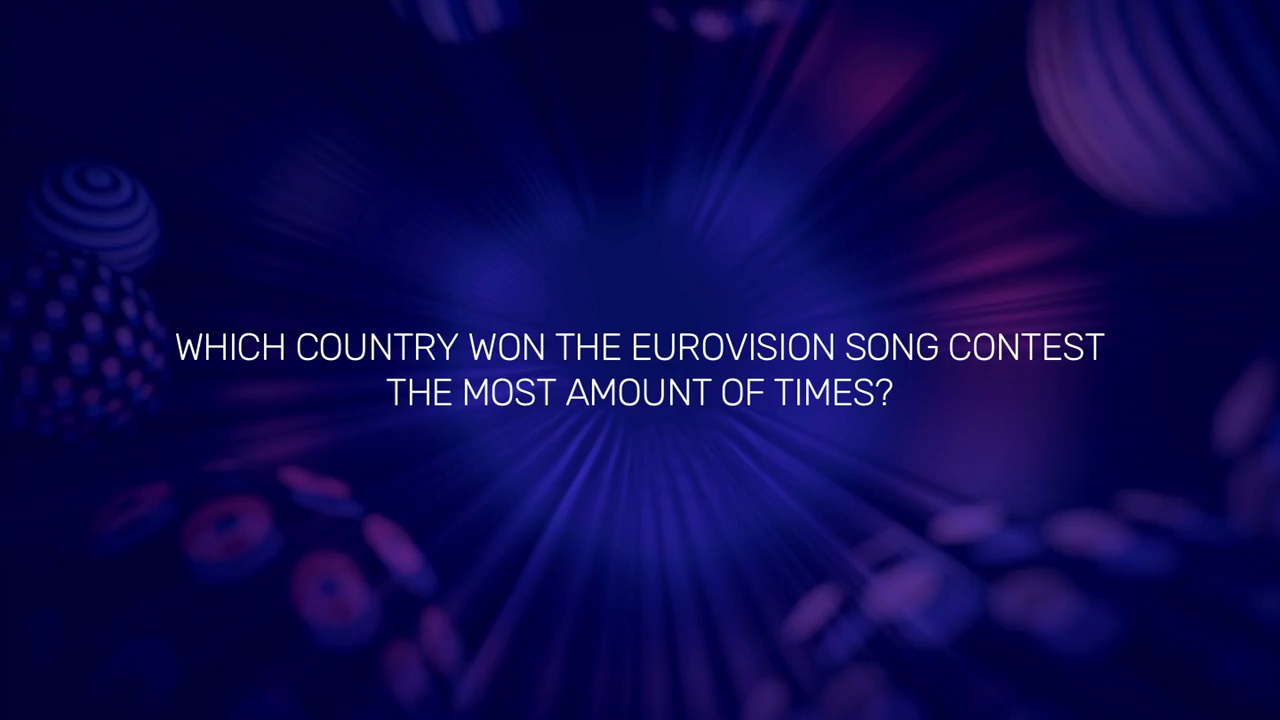 WHICH COUNTRY WON THE EUROVISION SONG CONTEST
THE MOST AMOUNT OF TIMES?